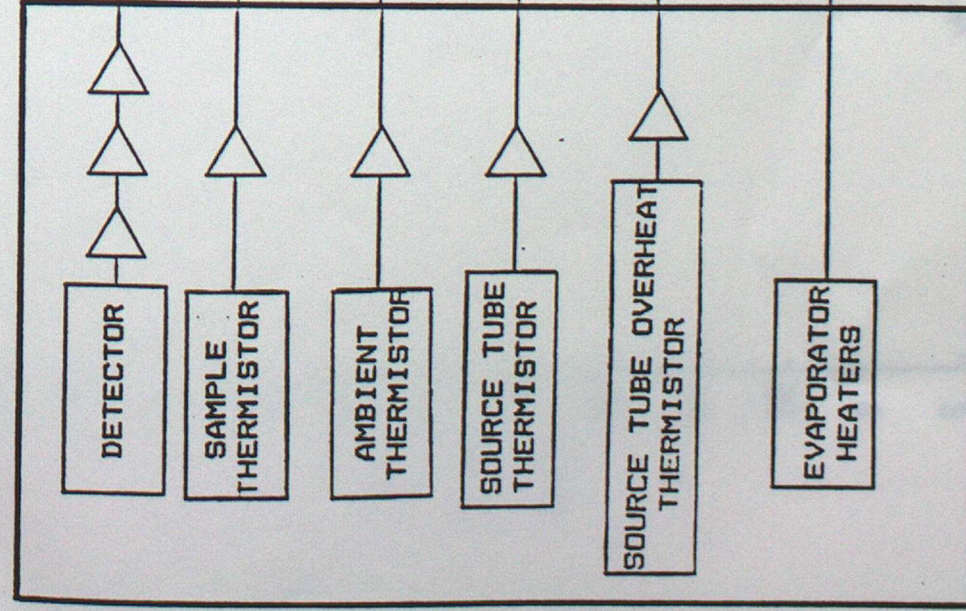 DETECTOR
SAMPLE
THERMISTOR
AMBIENT
THERMISTOR
SOURCE TUBE
THERMISTOR
SOURCE TUBE OVERHEAT
THERMISTOR
EVAPORATOR
HEATERS